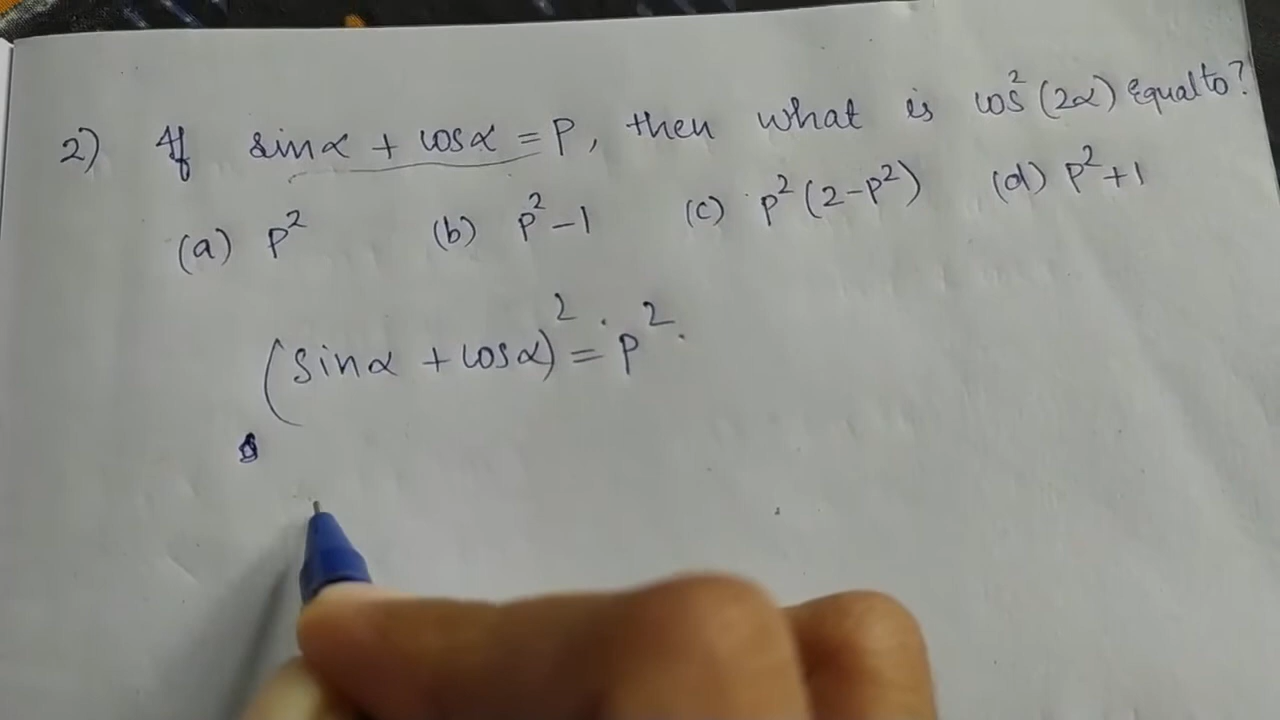 2) If sinα + cosα = P, then what is cos²(2α) Equal to?
(a) p² (b) p²-1 (c) p²(2-p²) (d) p²+1
(sinα + cosα)² = p².